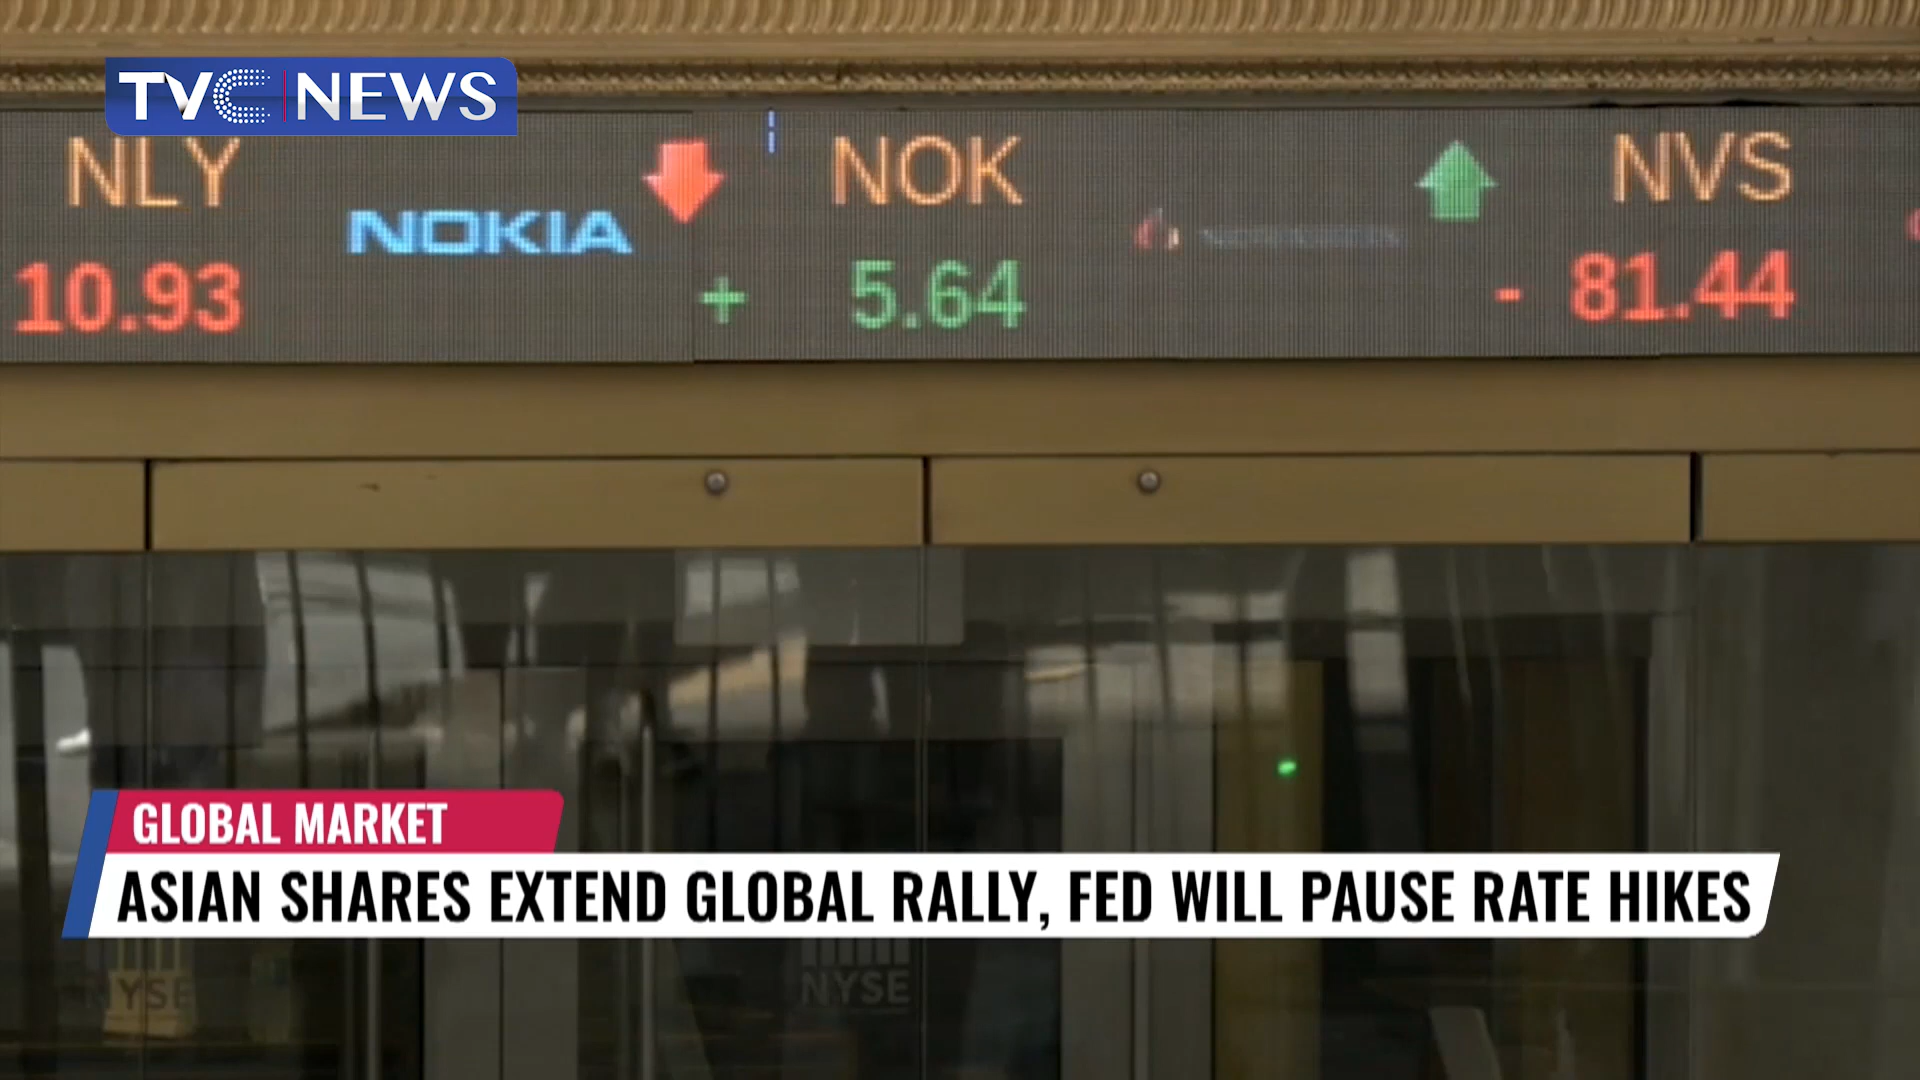 TVC NEWS
NLY
NOKIA
NOK
NVS
10.93
+ 5.64
- 81.44
GLOBAL MARKET
ASIAN SHARES EXTEND GLOBAL RALLY, FED WILL PAUSE RATE HIKES
NYSE
NYSE